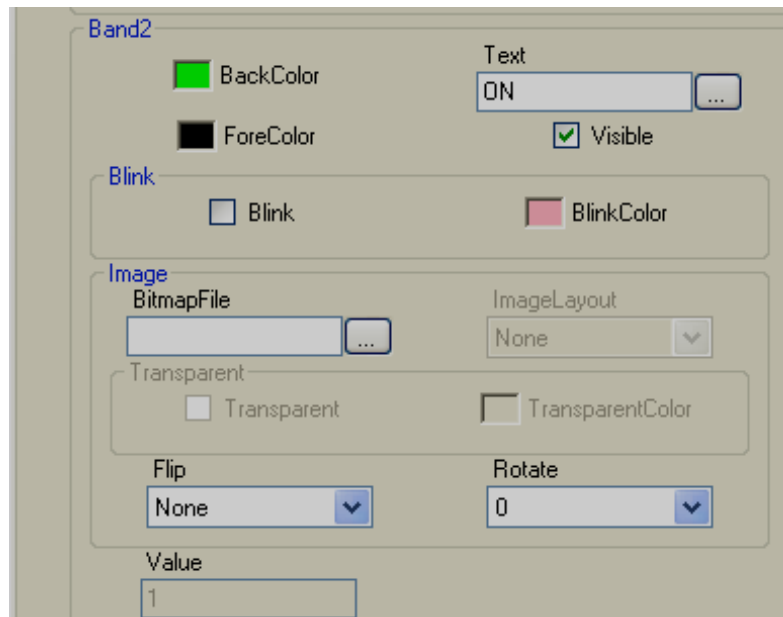 Band2
BackColor
Text
ON
...
ForeColor
Visible
Blink
Blink
BlinkColor
Image
BitmapFile
...
ImageLayout
None
Transparent
Transparent
TransparentColor
Flip
Rotate
None
0
Value
1